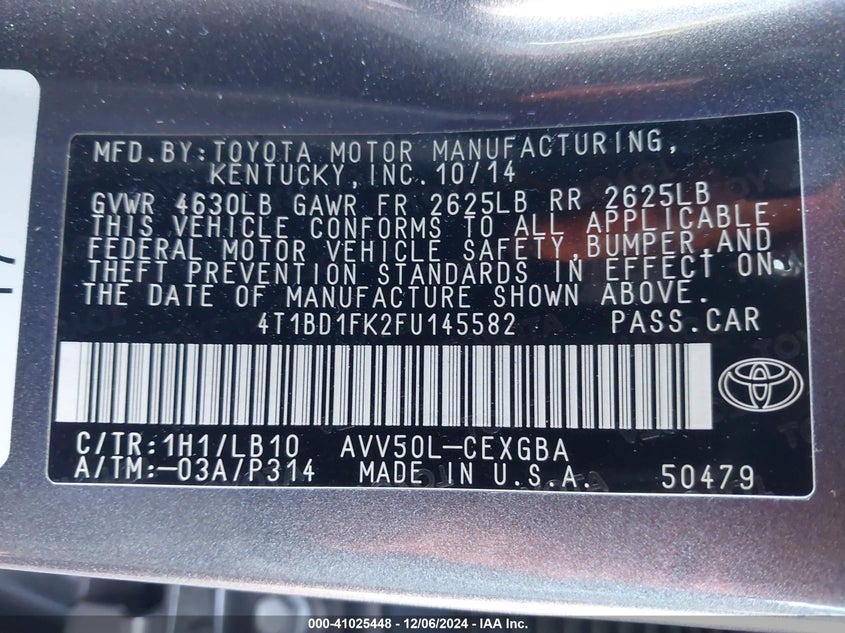 MFD.BY:TOYOTA MOTOR MANUFACTURING,
KENTUCKY,INC.10/14
GVWR 4630LB GAWR FR 2625LB RR 2625LB
THIS VEHICLE CONFORMS TO ALL APPLICABLE
FEDERAL MOTOR VEHICLE SAFETY,BUMPER,AND
THEFT PREVENTION STANDARDS IN EFFECT ON
THE DATE OF MANUFACTURE SHOWN ABOVE.
4T1BD1FK2FU145582 PASS.CAR
C/TR:1H1/LB10 AVV50L-CEXGBA
A/TM:-03A/P314 MADE IN U.S.A. 50479
000-41025448 - 12/06/2024 - IAA Inc.